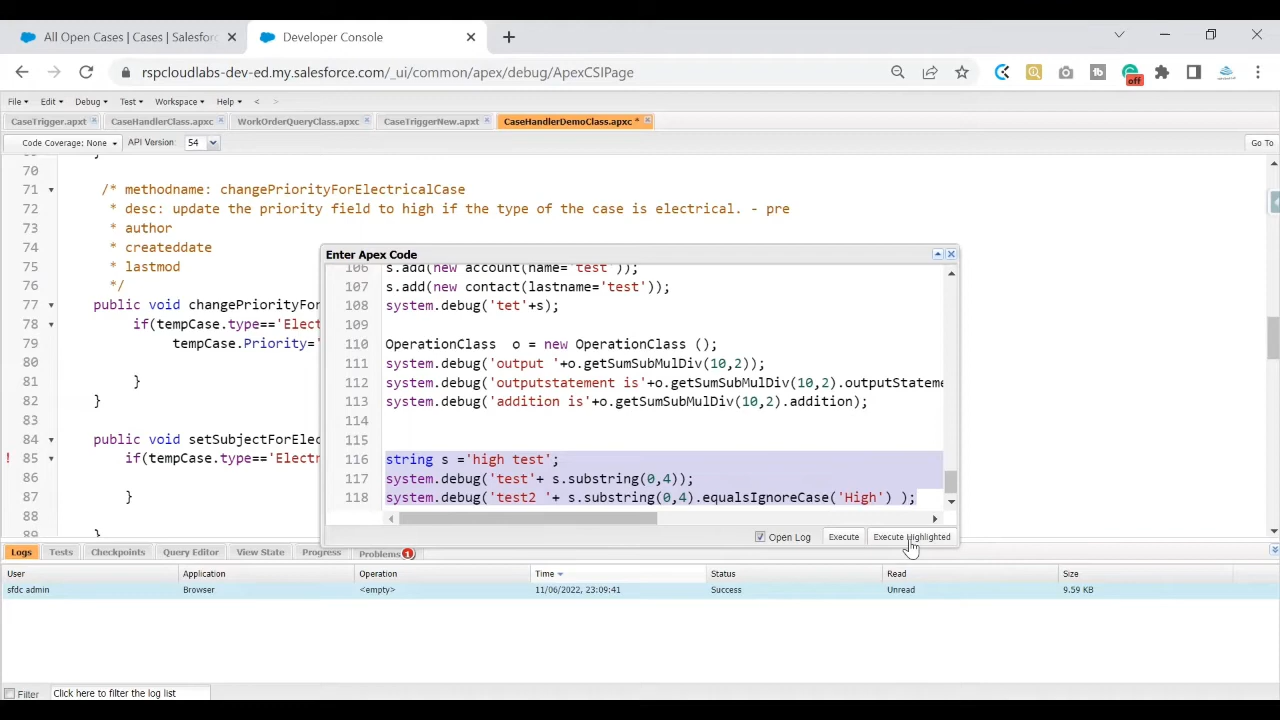 All Open Cases | Cases | Salesfor
Developer Console
rspcloudlabs-dev-ed.my.salesforce.com/_ui/common/apex/debug/ApexCSIPage
off
File
Edit
Debug
Test
Workspace
Help
<
>
CaseTrigger.apxt
CaseHandlerClass.apxc
WorkOrderQueryClass.apxc
CaseTriggerNew.apxt
CaseHandlerDemoClass.apxc *
Code Coverage: None
API Version:
54
Go To
70
71 /* methodname: changePriorityForElectricalCase
72 * desc: update the priority field to high if the type of the case is electrical. - pre
73 * author
74 * createddate
75 * lastmod
76 */
77 public void changePriorityFor
78 if(tempCase.type=='Elect
79 tempCase.Priority='
80
81 }
82 }
83
84 public void setSubjectForElec
85 if(tempCase.type=='Electr
86
87 }
88
89 }
Enter Apex Code
106 s.add(new account(name='test'));
107 s.add(new contact(lastname='test'));
108 system.debug('tet'+s);
109
110 OperationClass o = new OperationClass ();
111 system.debug('output '+o.getSumSubMulDiv(10,2));
112 system.debug('outputstatement is'+o.getSumSubMulDiv(10,2).outputStateme
113 system.debug('addition is'+o.getSumSubMulDiv(10,2).addition);
114
115
116 string s ='high test';
117 system.debug('test'+ s.substring(0,4));
118 system.debug('test2 '+ s.substring(0,4).equalsIgnoreCase('High') );
Open Log
Execute
Execute Highlighted
Logs
Tests
Checkpoints
Query Editor
View State
Progress
Problems 1
User
Application
Operation
Time
Status
Read
Size
sfdc admin
Browser
<empty>
11/06/2022, 23:09:41
Success
Unread
9.59 KB
Filter
Click here to filter the log list